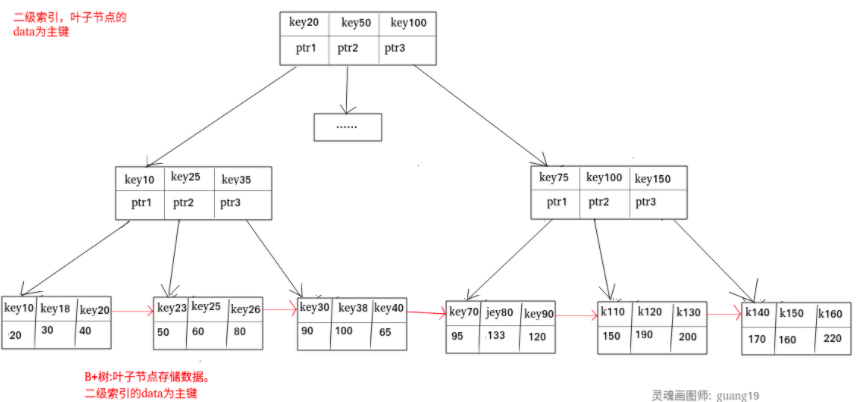 二级索引，叶子节点的
data为主键
key20 key50 key100
ptr1 ptr2 ptr3
......
key10 key25 key35
ptr1 ptr2 ptr3
key75 key100 key150
ptr1 ptr2 ptr3
key10 key18 key20
20 30 40
key23 key25 key26
50 60 80
key30 key38 key40
90 100 65
key70 jey80 key90
95 133 120
k110 k120 k130
150 190 200
k140 k150 k160
170 160 220
B+树:叶子节点存储数据。
二级索引的data为主键
灵魂画图师: guang19